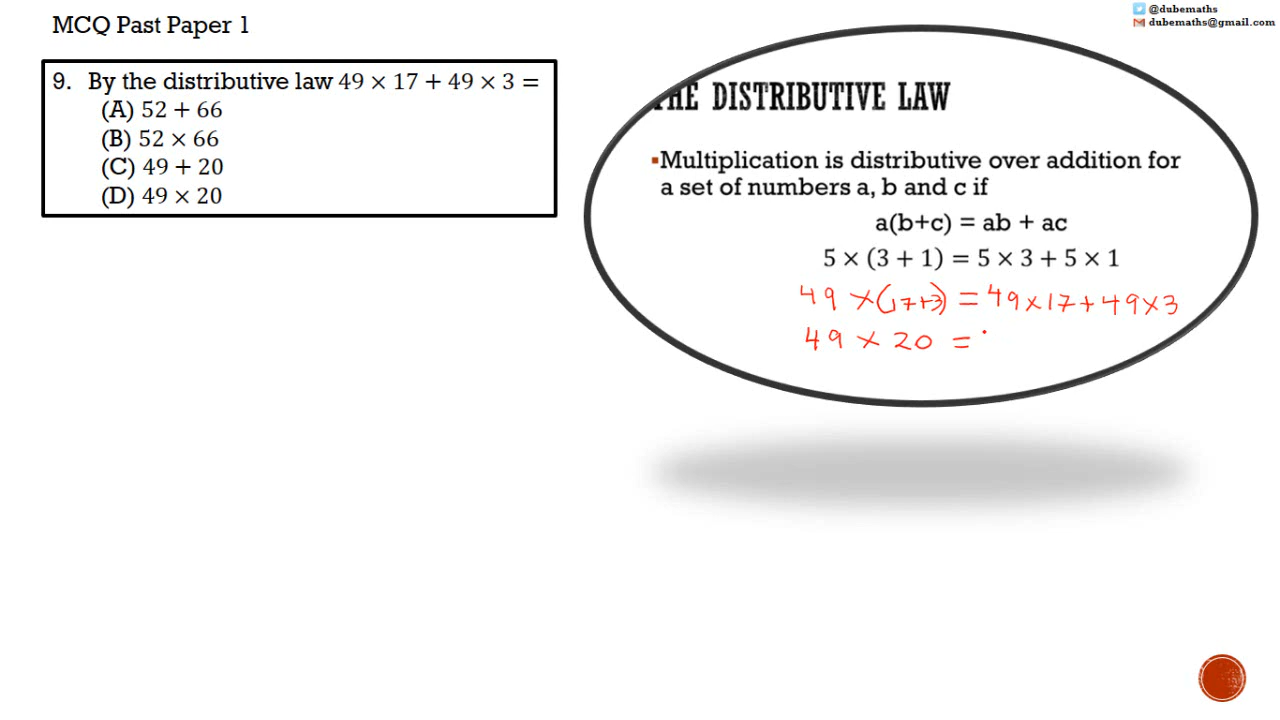 MCQ Past Paper 1
@dubemaths
dubemaths@gmail.com
9. By the distributive law 49 × 17 + 49 × 3 =
(A) 52 + 66
(B) 52 × 66
(C) 49 + 20
(D) 49 × 20
THE DISTRIBUTIVE LAW
▪Multiplication is distributive over addition for
a set of numbers a, b and c if
a(b+c) = ab + ac
5 × (3 + 1) = 5 × 3 + 5 × 1
49 × (17+3) = 49×17+49×3
49 × 20 =